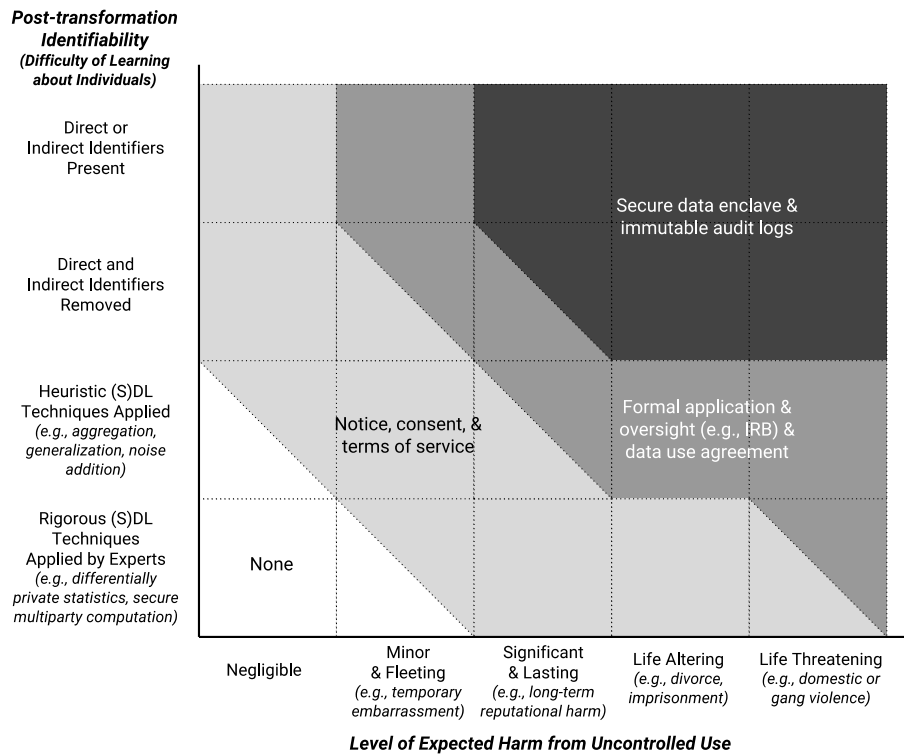 Post-transformation
Identifiability
(Difficulty of Learning
about Individuals)
Direct or
Indirect Identifiers
Present
Secure data enclave &
immutable audit logs
Direct and
Indirect Identifiers
Removed
Heuristic (S)DL
Techniques Applied
(e.g., aggregation,
generalization, noise
addition)
Notice, consent, &
terms of service
Formal application &
oversight (e.g., IRB) &
data use agreement
Rigorous (S)DL
Techniques
Applied by Experts
(e.g., differentially
private statistics, secure
multiparty computation)
None
Negligible
Minor
& Fleeting
(e.g., temporary
embarrassment)
Significant
& Lasting
(e.g., long-term
reputational harm)
Life Altering
(e.g., divorce,
imprisonment)
Life Threatening
(e.g., domestic or
gang violence)
Level of Expected Harm from Uncontrolled Use